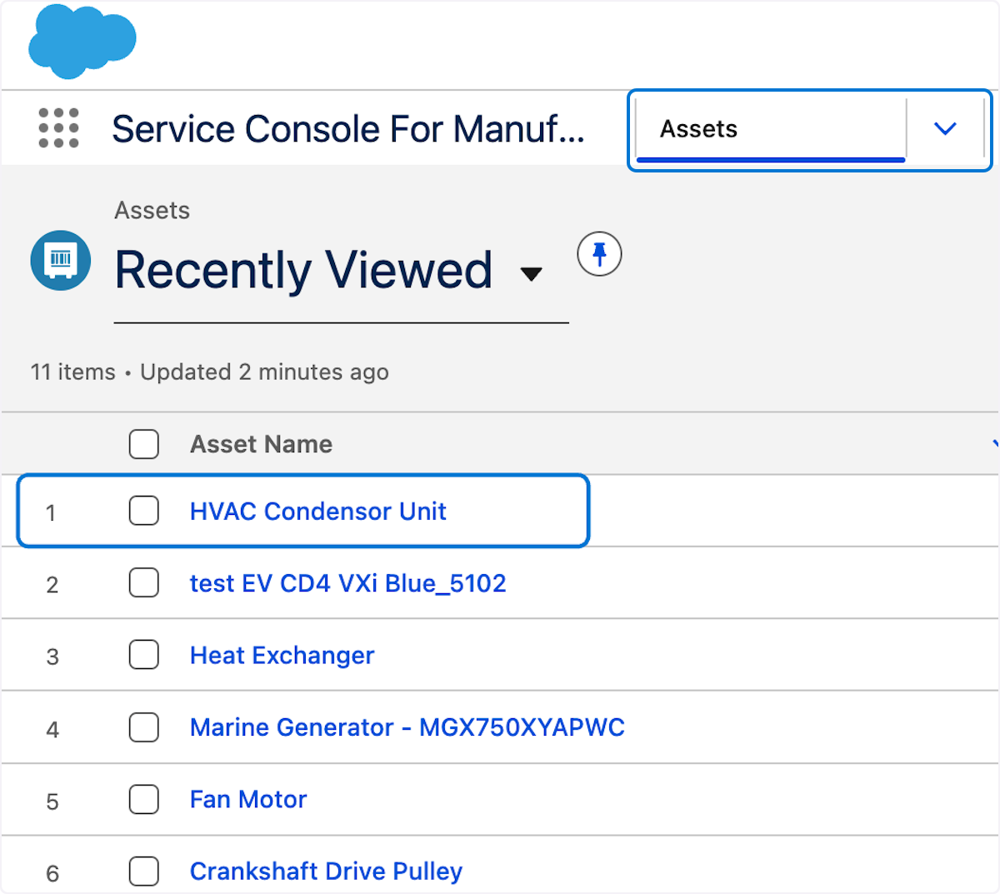 Service Console For Manuf...
Assets
Assets
Recently Viewed
11 items • Updated 2 minutes ago
Asset Name
1 HVAC Condensor Unit
2 test EV CD4 VXi Blue_5102
3 Heat Exchanger
4 Marine Generator - MGX750XYAPWC
5 Fan Motor
6 Crankshaft Drive Pulley